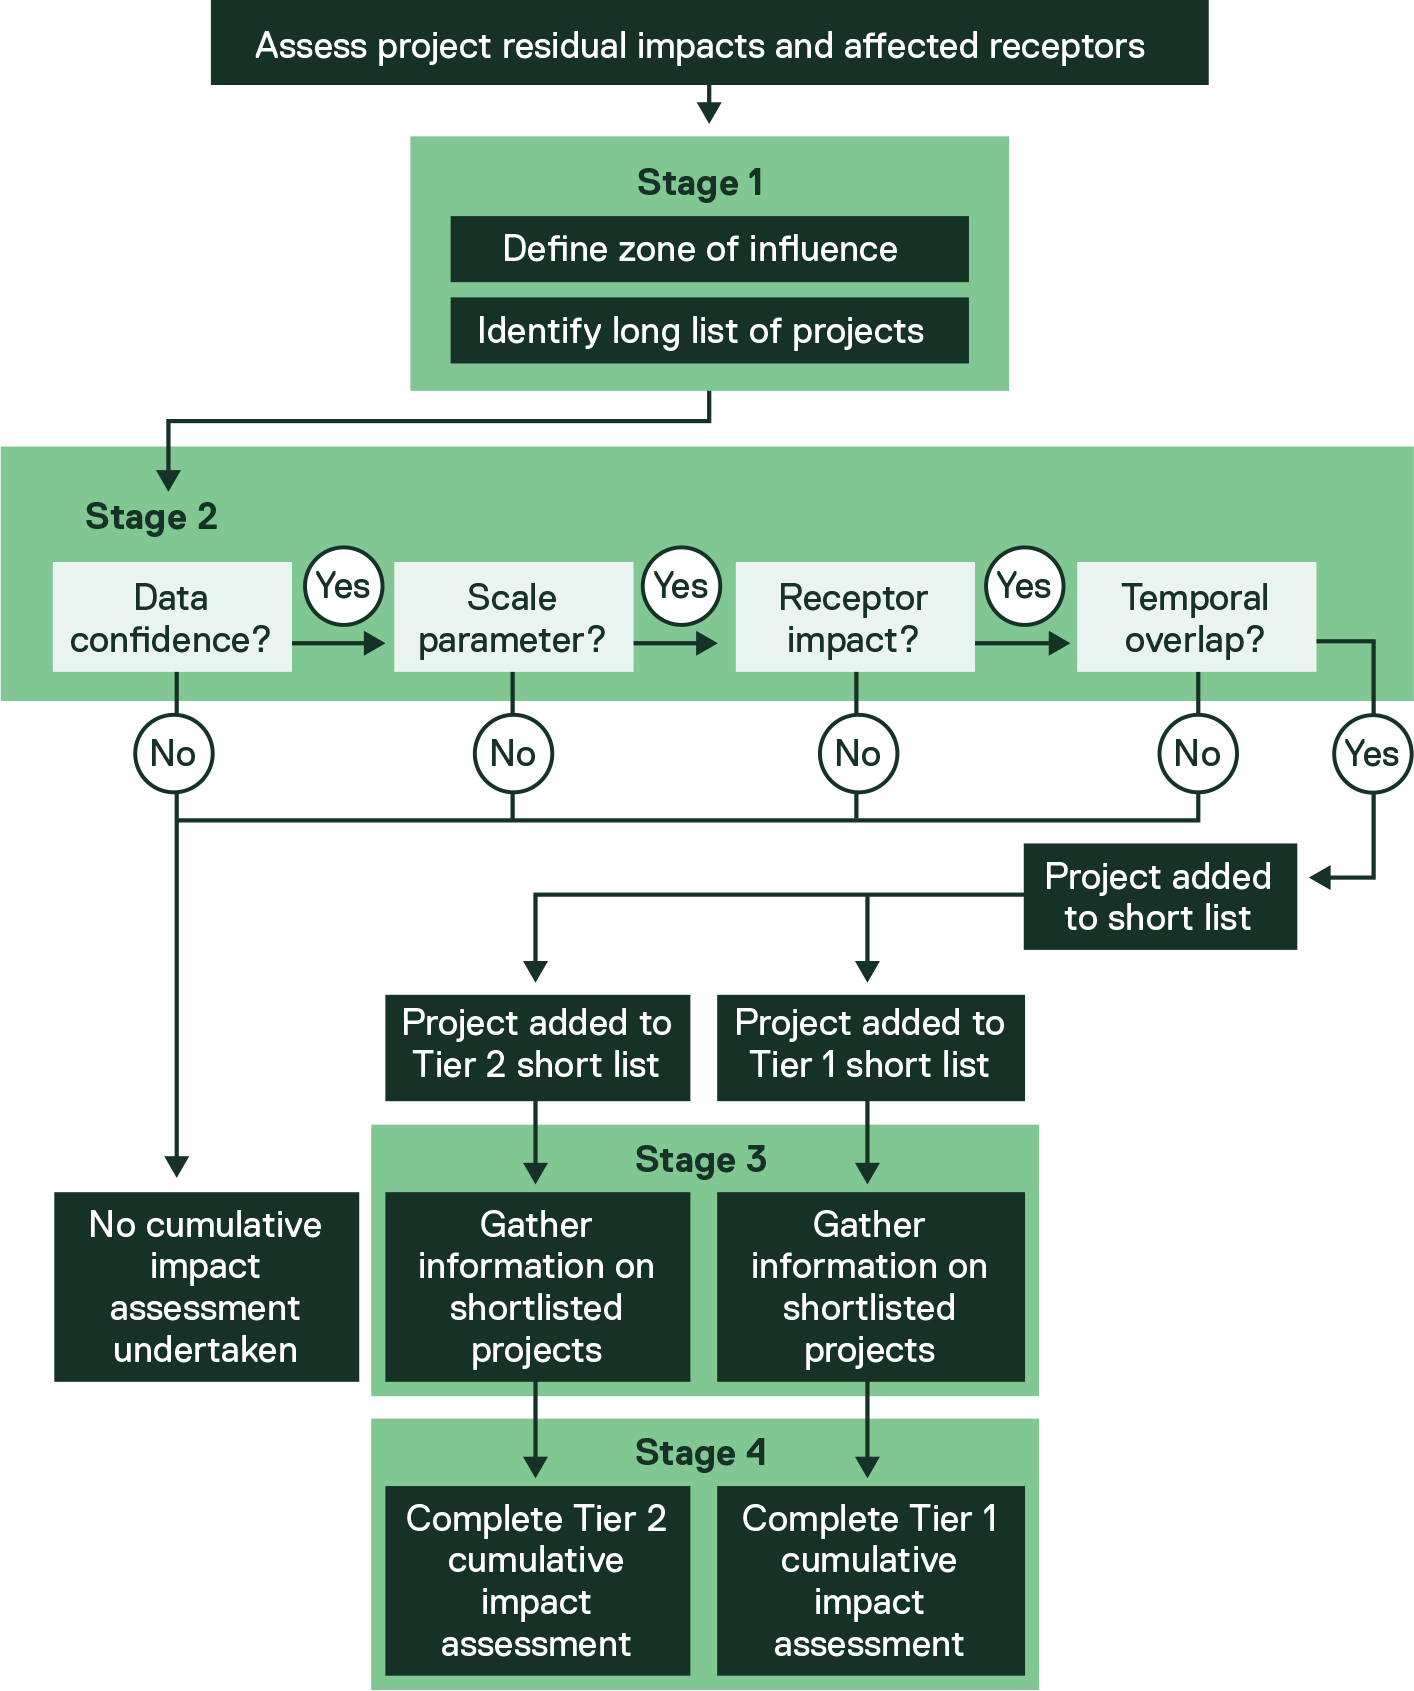 Assess project residual impacts and affected receptors
Stage 1
Define zone of influence
Identify long list of projects
Stage 2
Data
confidence?
Yes
Scale
parameter?
Yes
Receptor
impact?
Yes
Temporal
overlap?
No
No
No
No
Yes
Project added
to short list
Project added to
Tier 2 short list
Project added to
Tier 1 short list
Stage 3
No cumulative
impact
assessment
undertaken
Gather
information on
shortlisted
projects
Gather
information on
shortlisted
projects
Stage 4
Complete Tier 2
cumulative
impact
assessment
Complete Tier 1
cumulative
impact
assessment